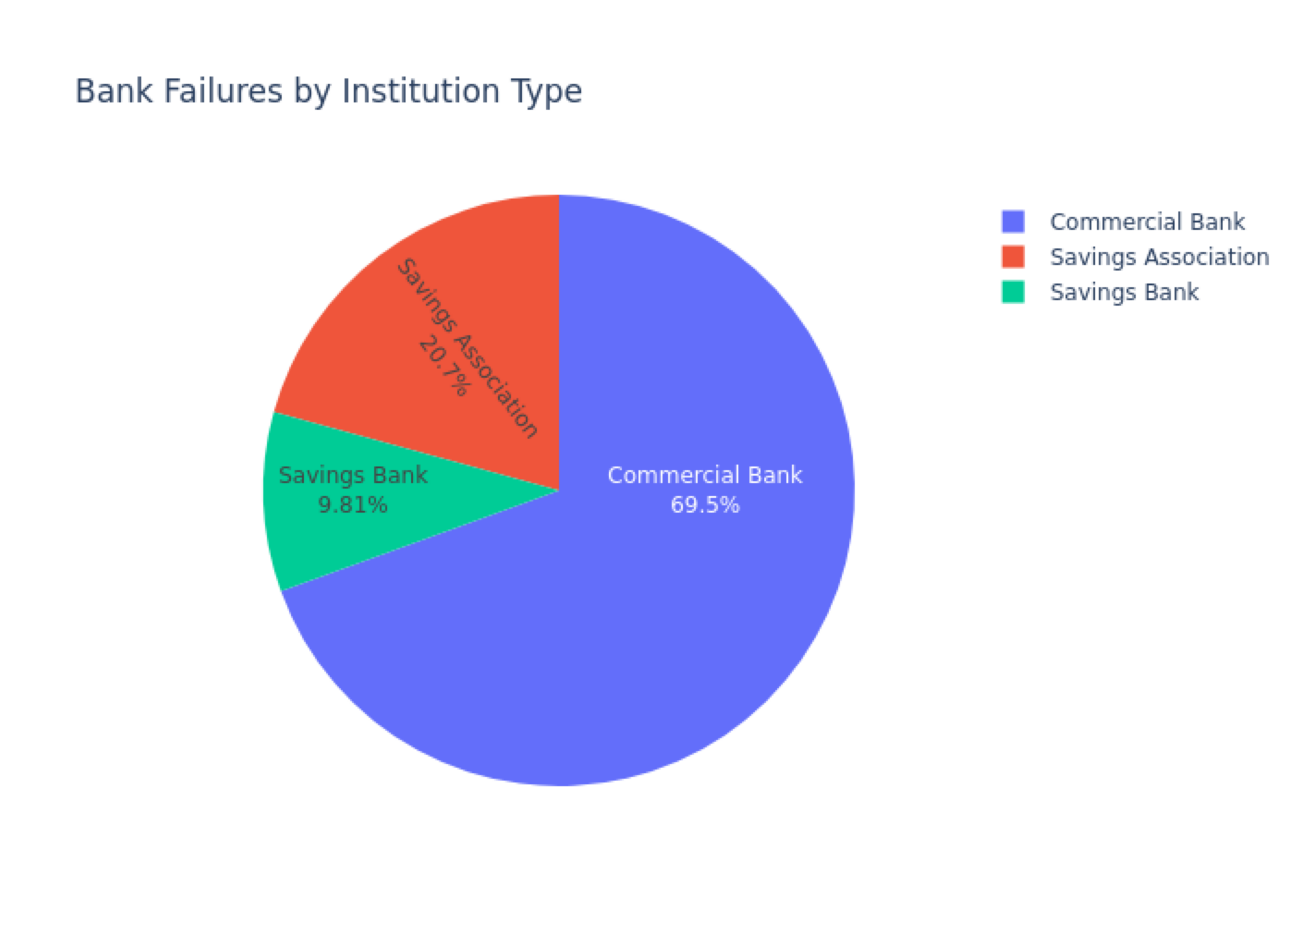 Bank Failures by Institution Type
Commercial Bank
Savings Association
Savings Bank
Savings Association
20.7%
Savings Bank
9.81%
Commercial Bank
69.5%